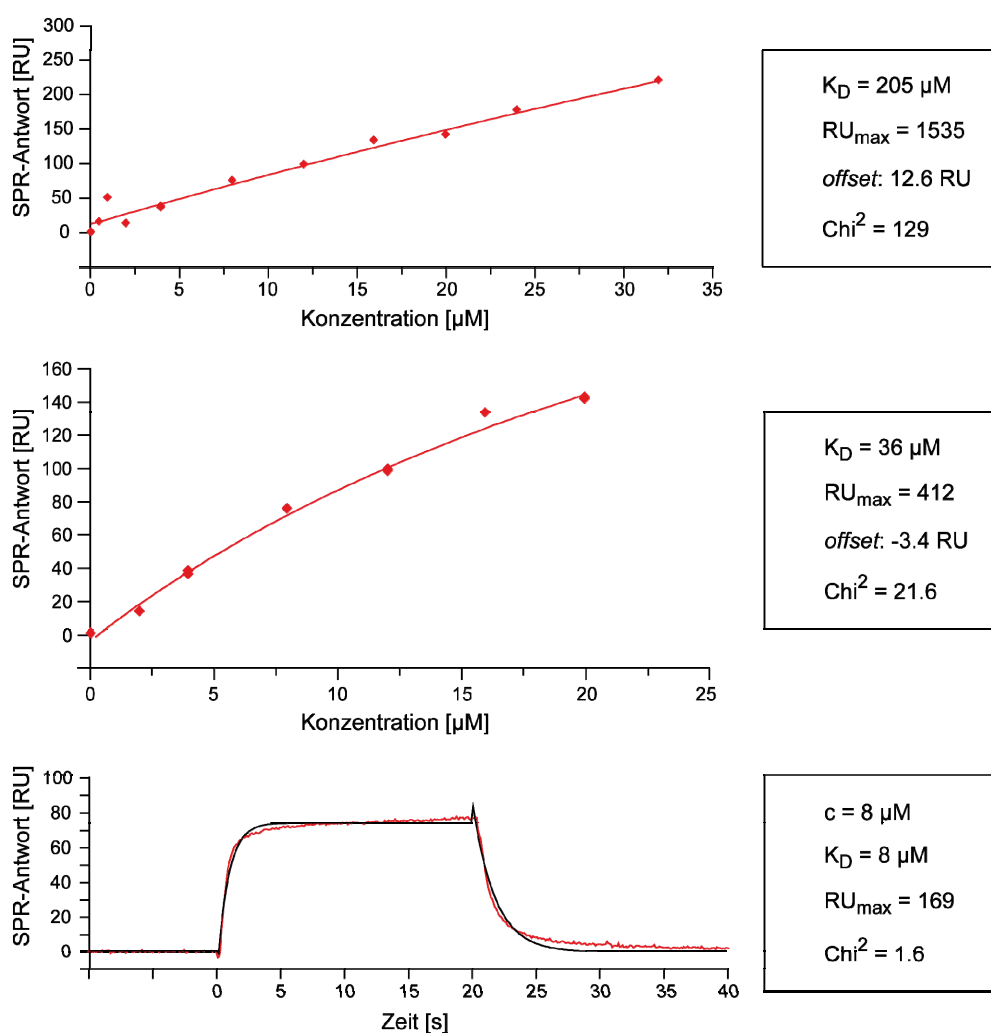 SPR-Antwort [RU]
300
250
200
150
100
50
0
0 5 10 15 20 25 30 35
Konzentration [µM]
K_D = 205 µM
RU_max = 1535
offset: 12.6 RU
Chi² = 129
SPR-Antwort [RU]
160
140
120
100
80
60
40
20
0
0 5 10 15 20 25
Konzentration [µM]
K_D = 36 µM
RU_max = 412
offset: -3.4 RU
Chi² = 21.6
SPR-Antwort [RU]
100
80
60
40
20
0
0 5 10 15 20 25 30 35 40
Zeit [s]
c = 8 µM
K_D = 8 µM
RU_max = 169
Chi² = 1.6